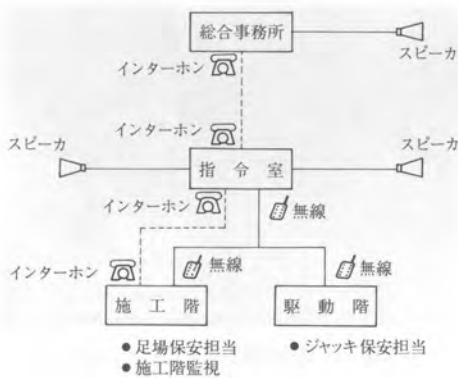 総合事務所
スピーカ
インターホン
インターホン
スピーカ
スピーカ
指令室
インターホン
無線
インターホン
無線
無線
施工階
駆動階
●足場保安担当
●ジャッキ保安担当
●施工階監視